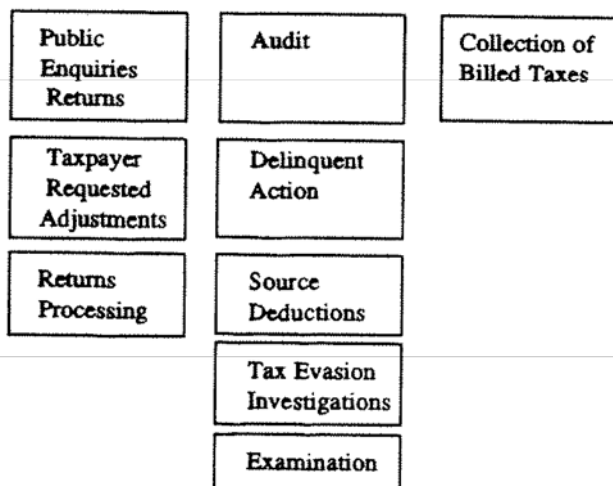 Public
Enquiries
Returns
Taxpayer
Requested
Adjustments
Returns
Processing
Audit
Delinquent
Action
Source
Deductions
Tax Evasion
Investigations
Examination
Collection of
Billed Taxes